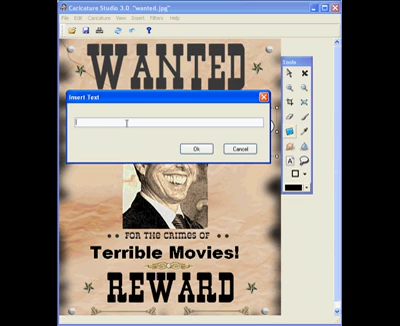 Caricature Studio 3.0 "wanted.jpg"
File Edit Caricature View Insert Filters Help
WANTED
Tools...
Insert Text
Ok Cancel
A
FOR THE CRIMES OF
Terrible Movies!
REWARD